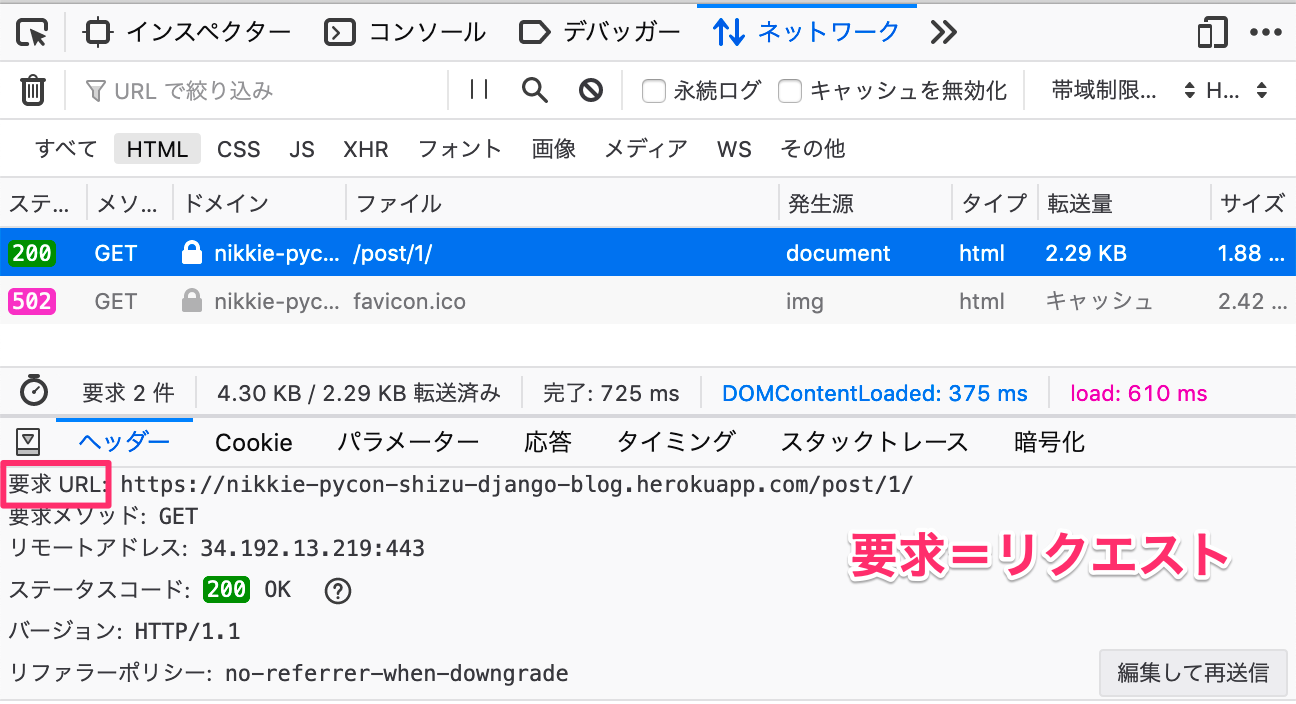 インスペクター コンソール デバッガー ネットワーク
URL で絞り込み 永続ログ キャッシュを無効化 帯域制限... H...
すべて HTML CSS JS XHR フォント 画像 メディア WS その他
ステ... メソ... ドメイン ファイル 発生源 タイプ 転送量 サイズ
200 GET nikkie-pyc... /post/1/ document html 2.29 KB 1.88 ...
502 GET nikkie-pyc... favicon.ico img html キャッシュ 2.42 ...
要求 2 件 4.30 KB / 2.29 KB 転送済み 完了: 725 ms DOMContentLoaded: 375 ms load: 610 ms
ヘッダー Cookie パラメーター 応答 タイミング スタックトレース 暗号化
要求 URL: https://nikkie-pycon-shizu-django-blog.herokuapp.com/post/1/
要求メソッド: GET
リモートアドレス: 34.192.13.219:443
要求＝リクエスト
ステータスコード: 200 OK ?
バージョン: HTTP/1.1
リファラーポリシー: no-referrer-when-downgrade
編集して再送信